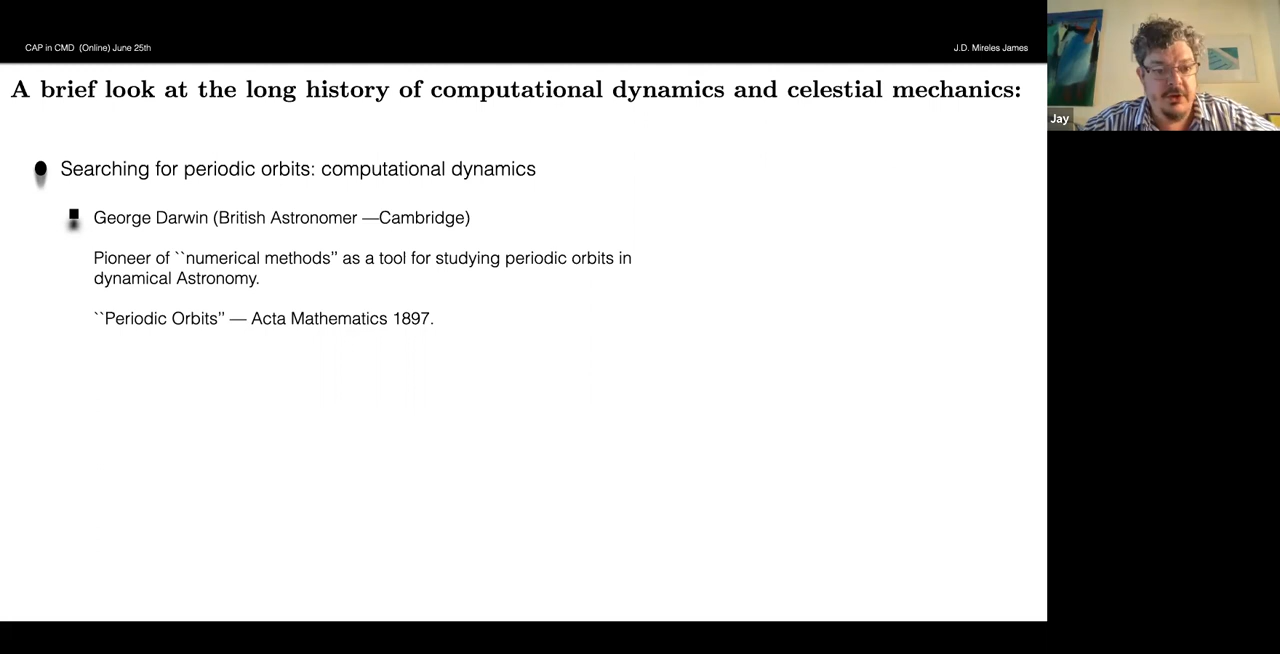 CAP in CMD (Online) June 25th
J.D. Mireles James
A brief look at the long history of computational dynamics and celestial mechanics:
Searching for periodic orbits: computational dynamics
George Darwin (British Astronomer —Cambridge)
Pioneer of ``numerical methods'' as a tool for studying periodic orbits in
dynamical Astronomy.
``Periodic Orbits'' — Acta Mathematics 1897.
Jay